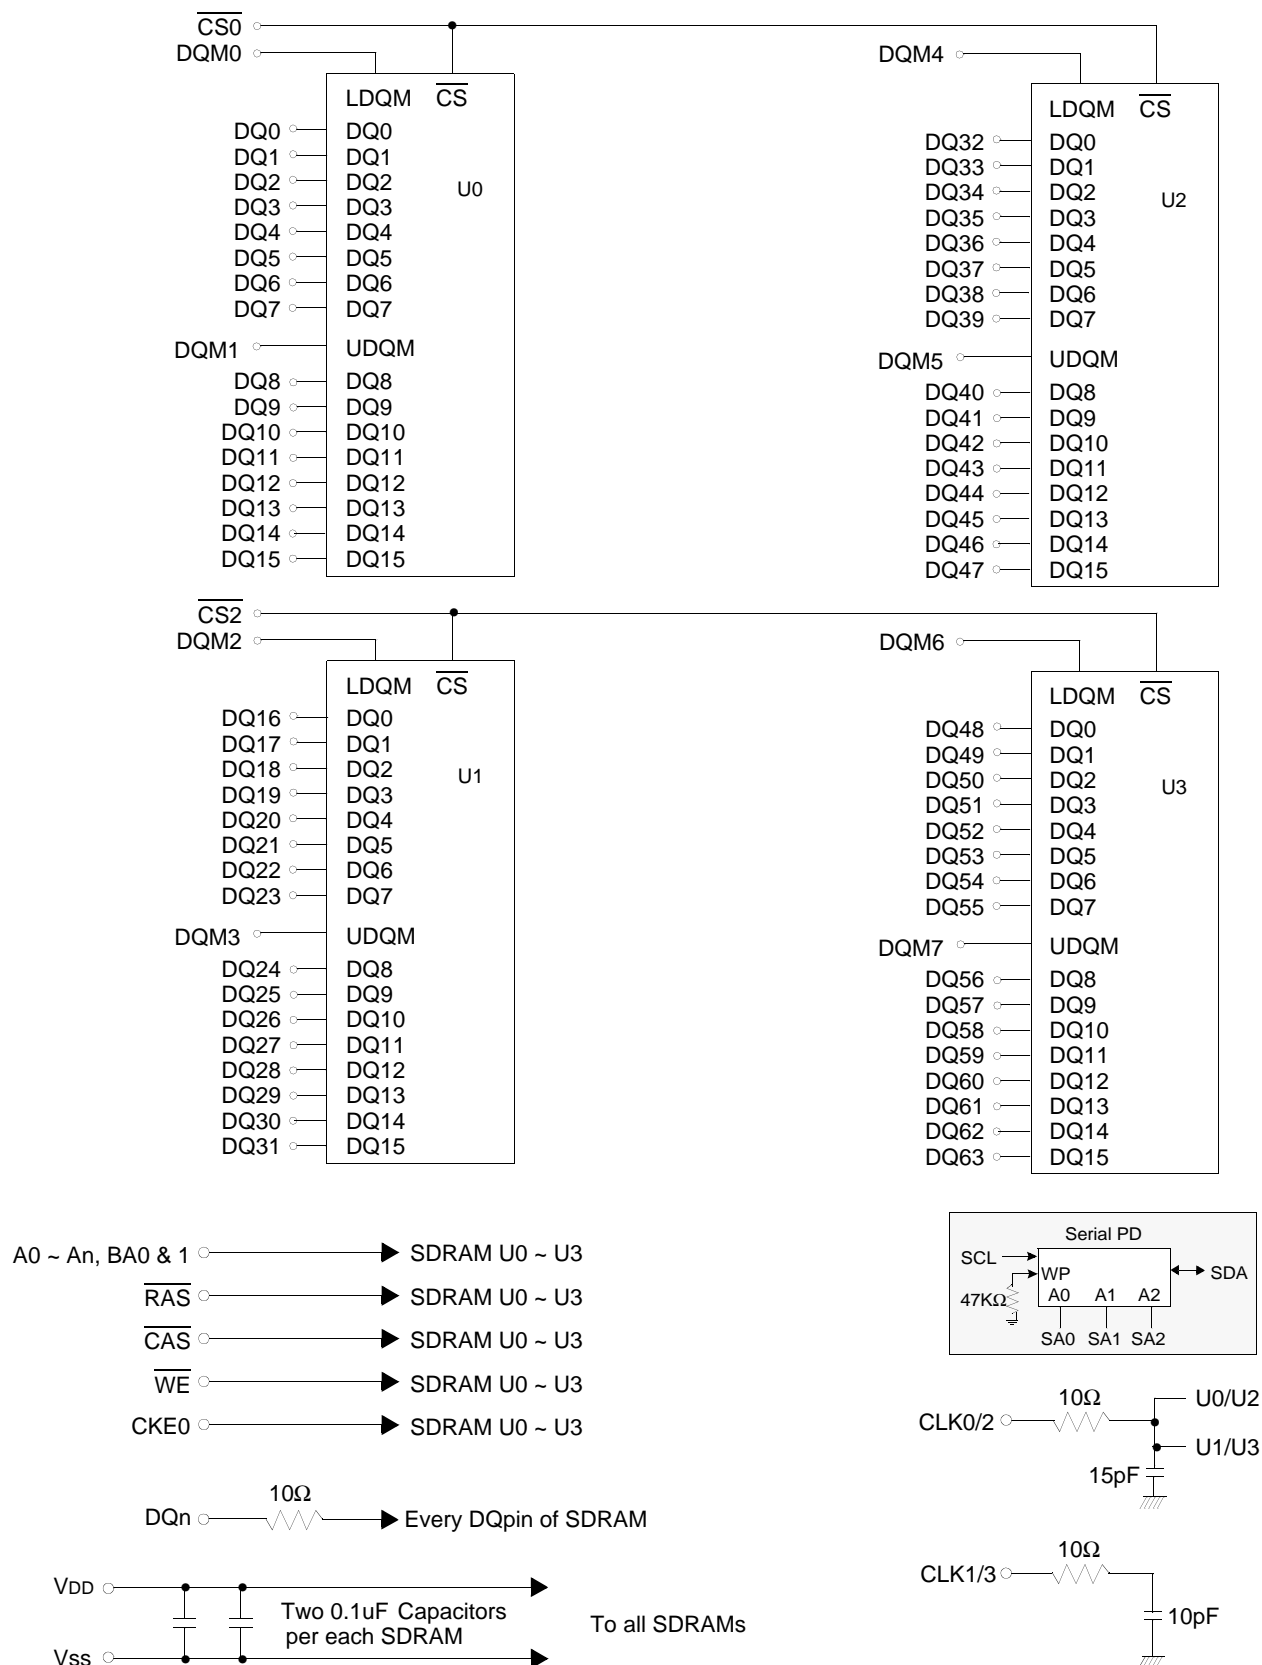 CS0
DQM0
LDQM CS
DQ0 DQ0
DQ1 DQ1
DQ2 DQ2
U0
DQ3 DQ3
DQ4 DQ4
DQ5 DQ5
DQ6 DQ6
DQ7 DQ7
DQM1 UDQM
DQ8 DQ8
DQ9 DQ9
DQ10 DQ10
DQ11 DQ11
DQ12 DQ12
DQ13 DQ13
DQ14 DQ14
DQ15 DQ15
DQM4
LDQM CS
DQ32 DQ0
DQ33 DQ1
DQ34 DQ2
U2
DQ35 DQ3
DQ36 DQ4
DQ37 DQ5
DQ38 DQ6
DQ39 DQ7
DQM5 UDQM
DQ40 DQ8
DQ41 DQ9
DQ42 DQ10
DQ43 DQ11
DQ44 DQ12
DQ45 DQ13
DQ46 DQ14
DQ47 DQ15
CS2
DQM2
LDQM CS
DQ16 DQ0
DQ17 DQ1
DQ18 DQ2
U1
DQ19 DQ3
DQ20 DQ4
DQ21 DQ5
DQ22 DQ6
DQ23 DQ7
DQM3 UDQM
DQ24 DQ8
DQ25 DQ9
DQ26 DQ10
DQ27 DQ11
DQ28 DQ12
DQ29 DQ13
DQ30 DQ14
DQ31 DQ15
DQM6
LDQM CS
DQ48 DQ0
DQ49 DQ1
DQ50 DQ2
U3
DQ51 DQ3
DQ52 DQ4
DQ53 DQ5
DQ54 DQ6
DQ55 DQ7
DQM7 UDQM
DQ56 DQ8
DQ57 DQ9
DQ58 DQ10
DQ59 DQ11
DQ60 DQ12
DQ61 DQ13
DQ62 DQ14
DQ63 DQ15
A0 ~ An, BA0 & 1 SDRAM U0 ~ U3
RAS SDRAM U0 ~ U3
CAS SDRAM U0 ~ U3
WE SDRAM U0 ~ U3
CKE0 SDRAM U0 ~ U3
10Ω
DQn Every DQpin of SDRAM
VDD
Two 0.1uF Capacitors
per each SDRAM
To all SDRAMs
Vss
Serial PD
SCL
WP
SDA
47KΩ
A0 A1 A2
SA0 SA1 SA2
10Ω
U0/U2
CLK0/2
U1/U3
15pF
10Ω
CLK1/3
10pF